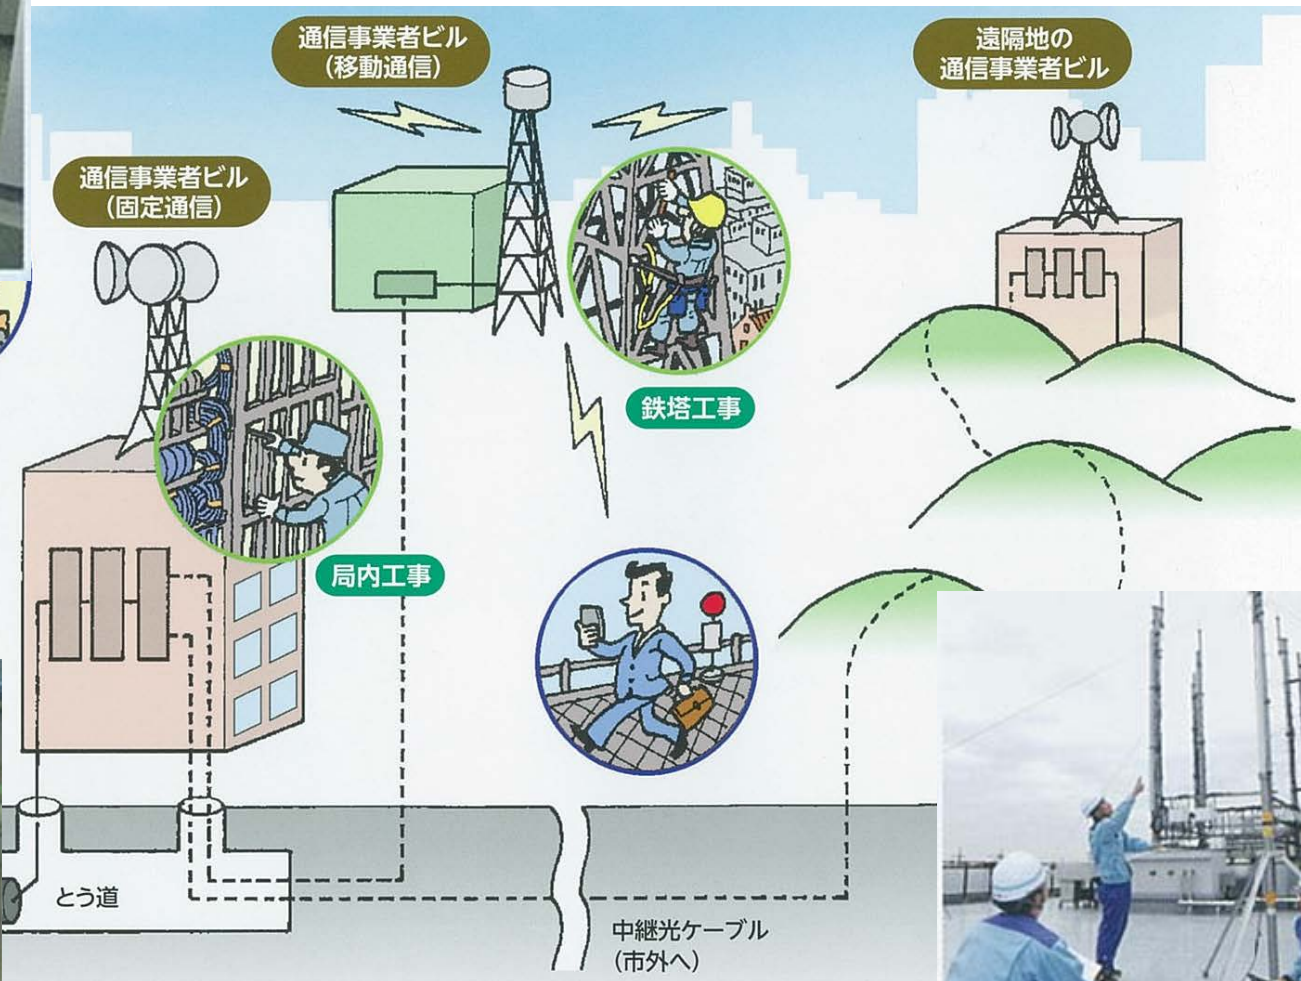 通信事業者ビル
(移動通信)
遠隔地の
通信事業者ビル
通信事業者ビル
(固定通信)
鉄塔工事
局内工事
とう道
中継光ケーブル
(市外へ)